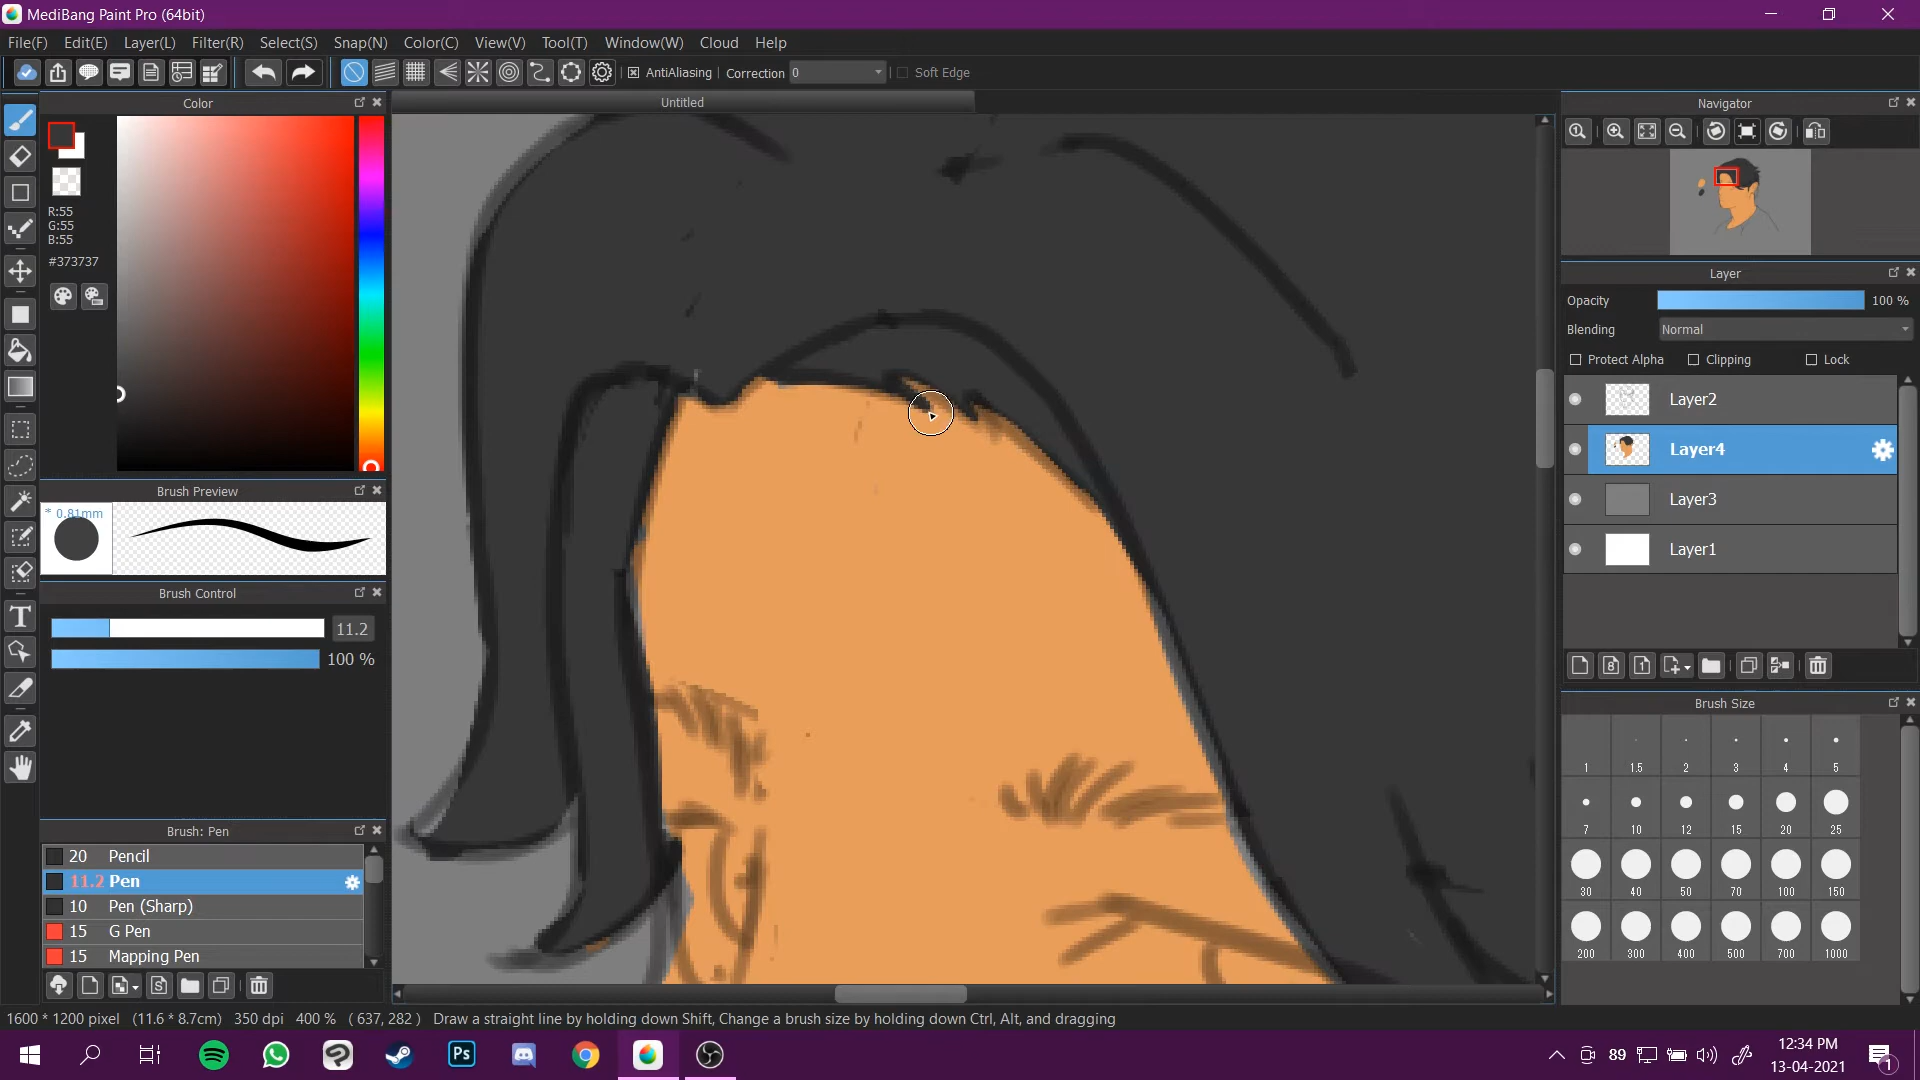 MediBang Paint Pro (64bit)
File(F) Edit(E) Layer(L) Filter(R) Select(S) Snap(N) Color(C) View(V) Tool(T) Window(W) Cloud Help
AntiAliasing Correction 0 Soft Edge
Color
Untitled
Navigator
R:55
G:55
B:55
#373737
Layer
Opacity 100 %
Blending Normal
Protect Alpha Clipping Lock
Layer2
Layer4
Layer3
Layer1
Brush Preview
* 0.81mm
Brush Control
11.2
100 %
Brush Size
1 1.5 2 3 4 5
7 10 12 15 20 25
30 40 50 70 100 150
200 300 400 500 700 1000
Brush: Pen
20 Pencil
11.2 Pen
10 Pen (Sharp)
15 G Pen
15 Mapping Pen
1600 * 1200 pixel (11.6 * 8.7cm) 350 dpi 400 % ( 637, 282 ) Draw a straight line by holding down Shift, Change a brush size by holding down Ctrl, Alt, and dragging
Ps
89
12:34 PM
13-04-2021
1